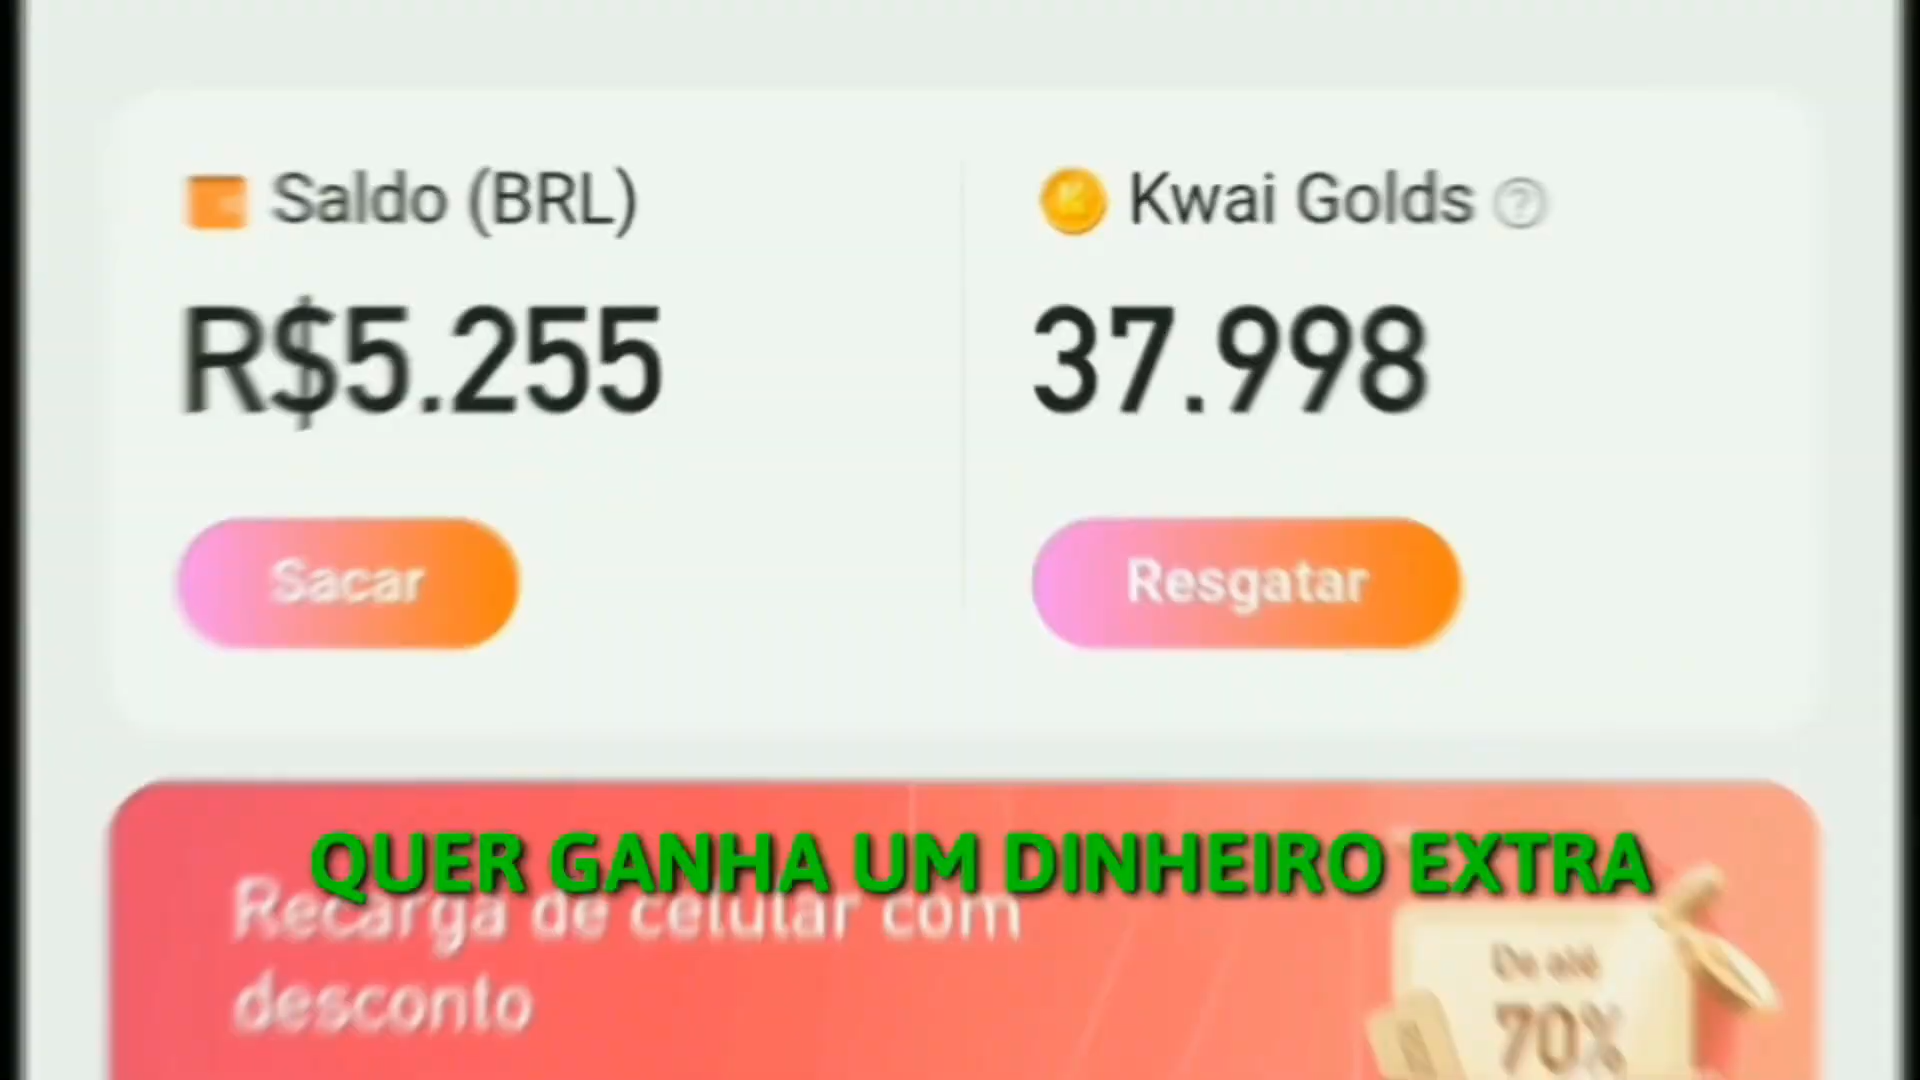 Saldo (BRL)
Kwai Golds ?
R$5.255
37.998
Sacar
Resgatar
QUER GANHA UM DINHEIRO EXTRA
Recarga de celular com
desconto
De até
70%